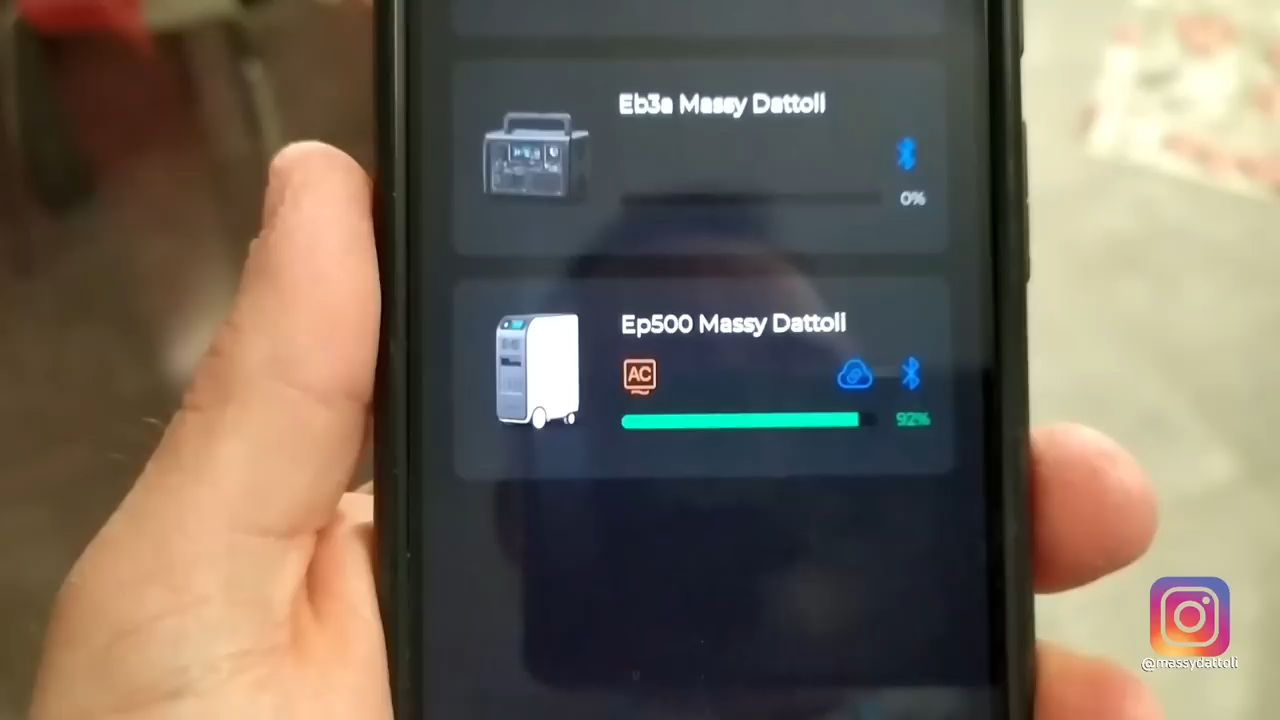 Eb3a Massy Dattoli
0%
Ep500 Massy Dattoli
AC
92%
@massydattoli